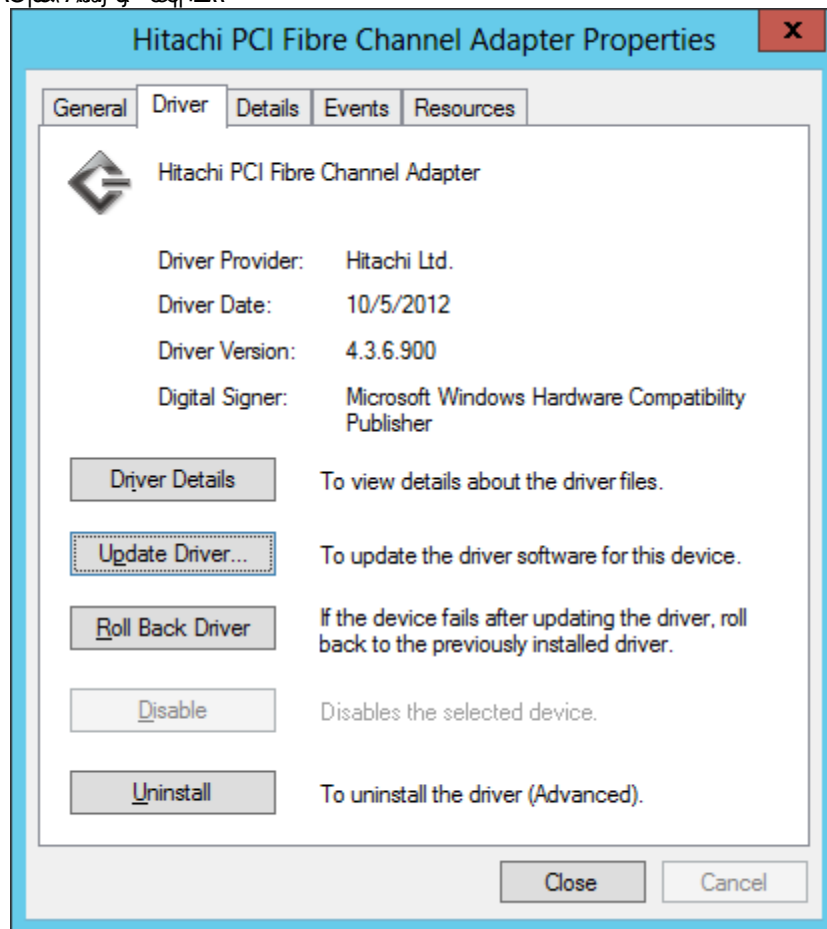 Hitachi PCI Fibre Channel Adapter Properties
x
General Driver Details Events Resources
Hitachi PCI Fibre Channel Adapter
Driver Provider: Hitachi Ltd.
Driver Date: 10/5/2012
Driver Version: 4.3.6.900
Digital Signer: Microsoft Windows Hardware Compatibility
Publisher
Driver Details To view details about the driver files.
Update Driver... To update the driver software for this device.
Roll Back Driver If the device fails after updating the driver, roll
back to the previously installed driver.
Disable Disables the selected device.
Uninstall To uninstall the driver (Advanced).
Close Cancel